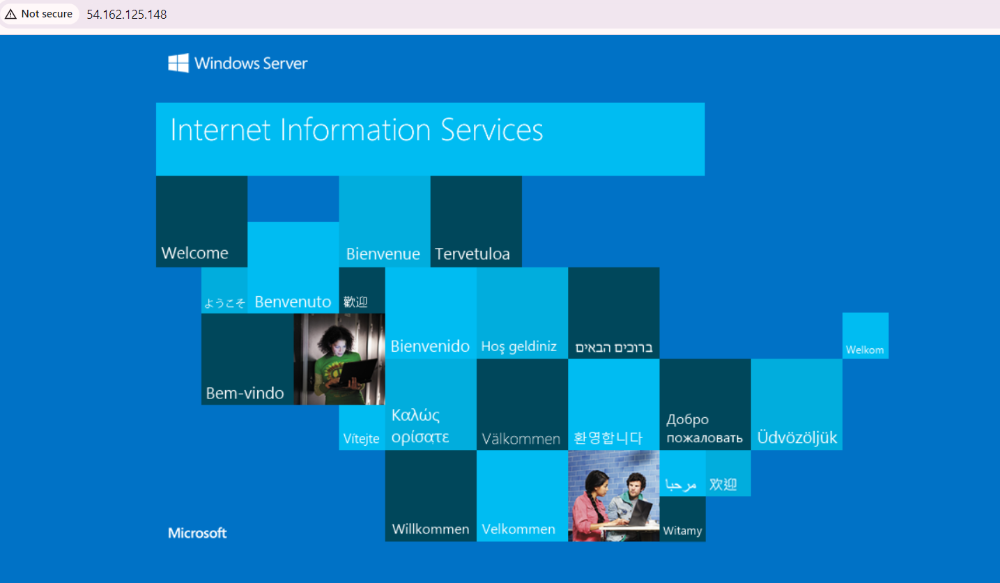 Not secure
54.162.125.148
Windows Server
Internet Information Services
Welcome
Bienvenue
Tervetuloa
ようこそ
Benvenuto
歡迎
Bienvenido
Hoş geldiniz
ברוכים הבאים
Welkom
Bem-vindo
Vítejte
Καλώς
ορίσατε
Välkommen
환영합니다
Добро
пожаловать
Üdvözöljük
مرحبا
欢迎
Willkommen
Velkommen
Witamy
Microsoft